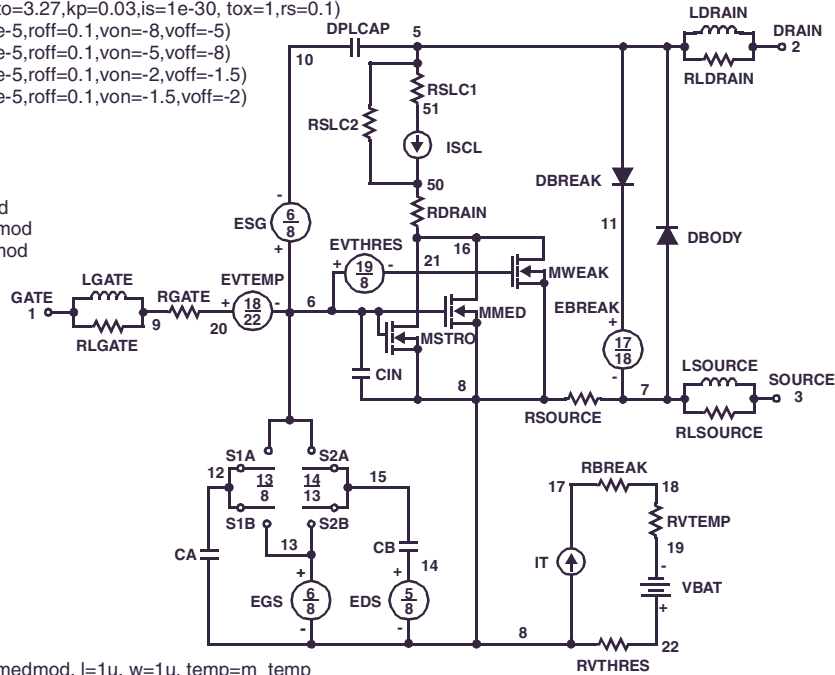 to=3.27,kp=0.03,is=1e-30, tox=1,rs=0.1)
e-5,roff=0.1,von=-8,voff=-5)
e-5,roff=0.1,von=-5,voff=-8)
e-5,roff=0.1,von=-2,voff=-1.5)
e-5,roff=0.1,von=-1.5,voff=-2)
d
mod
mod
DPLCAP 5
10
LDRAIN
DRAIN
2
RLDRAIN
RSLC1
51
RSLC2
ISCL
50
DBREAK
RDRAIN
11
DBODY
-
ESG 6
8
+
EVTHRES
+ 19 -
8
21
16
MWEAK
LGATE
GATE
1
RLGATE
9
RGATE
EVTEMP
+ 18 -
22
20
6
MMED
MSTRO
EBREAK
+
17
18
-
CIN
8
7
RSOURCE
LSOURCE
SOURCE
3
RLSOURCE
S1A
S2A
12
13
8
14
13
15
S1B
S2B
13
CA
CB
14
+
EGS 6
8
-
+
EDS 5
8
-
RBREAK
17
18
RVTEMP
19
IT
-
VBAT
+
8
22
RVTHRES
medmod, l=1u, w=1u, temp=m_temp